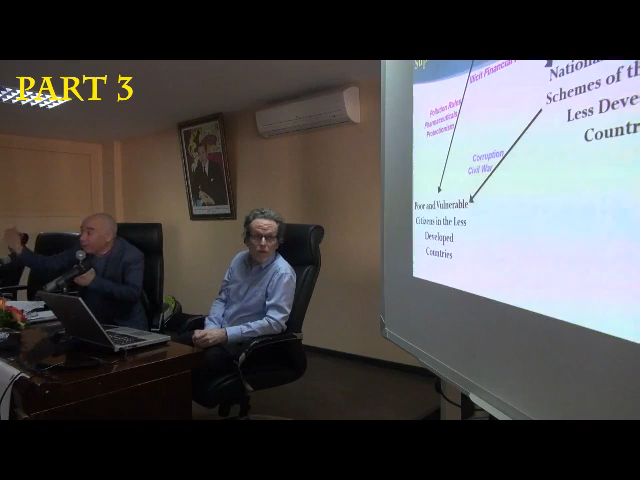 PART 3
Sup
Illicit Financial
National
Schemes of th
Less Deve
Countr
Pollution Rules
Pharmaceuticals
Protectionism
Corruption
Civil War
Poor and Vulnerable
Citizens in the Less
Developed
Countries